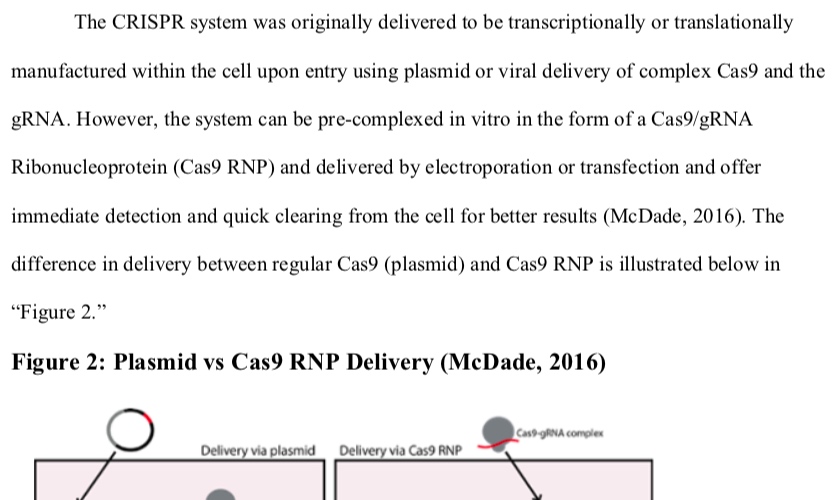 The CRISPR system was originally delivered to be transcriptionally or translationally
manufactured within the cell upon entry using plasmid or viral delivery of complex Cas9 and the
gRNA. However, the system can be pre-complexed in vitro in the form of a Cas9/gRNA
Ribonucleoprotein (Cas9 RNP) and delivered by electroporation or transfection and offer
immediate detection and quick clearing from the cell for better results (McDade, 2016). The
difference in delivery between regular Cas9 (plasmid) and Cas9 RNP is illustrated below in
“Figure 2.”
Figure 2: Plasmid vs Cas9 RNP Delivery (McDade, 2016)
Cas9-gRNA complex
Delivery via plasmid
Delivery via Cas9 RNP